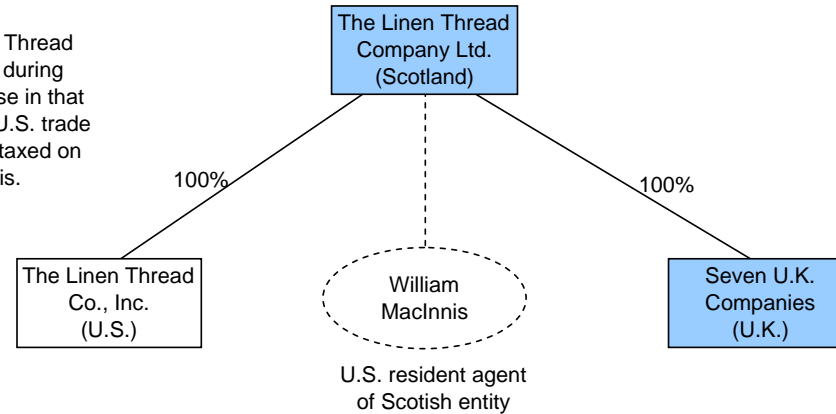 The Linen Thread
Company Ltd.
(Scotland)
Thread
during
se in that
U.S. trade
taxed on
is.
100%
100%
The Linen Thread
Co., Inc.
(U.S.)
William
MacInnis
Seven U.K.
Companies
(U.K.)
U.S. resident agent
of Scotish entity